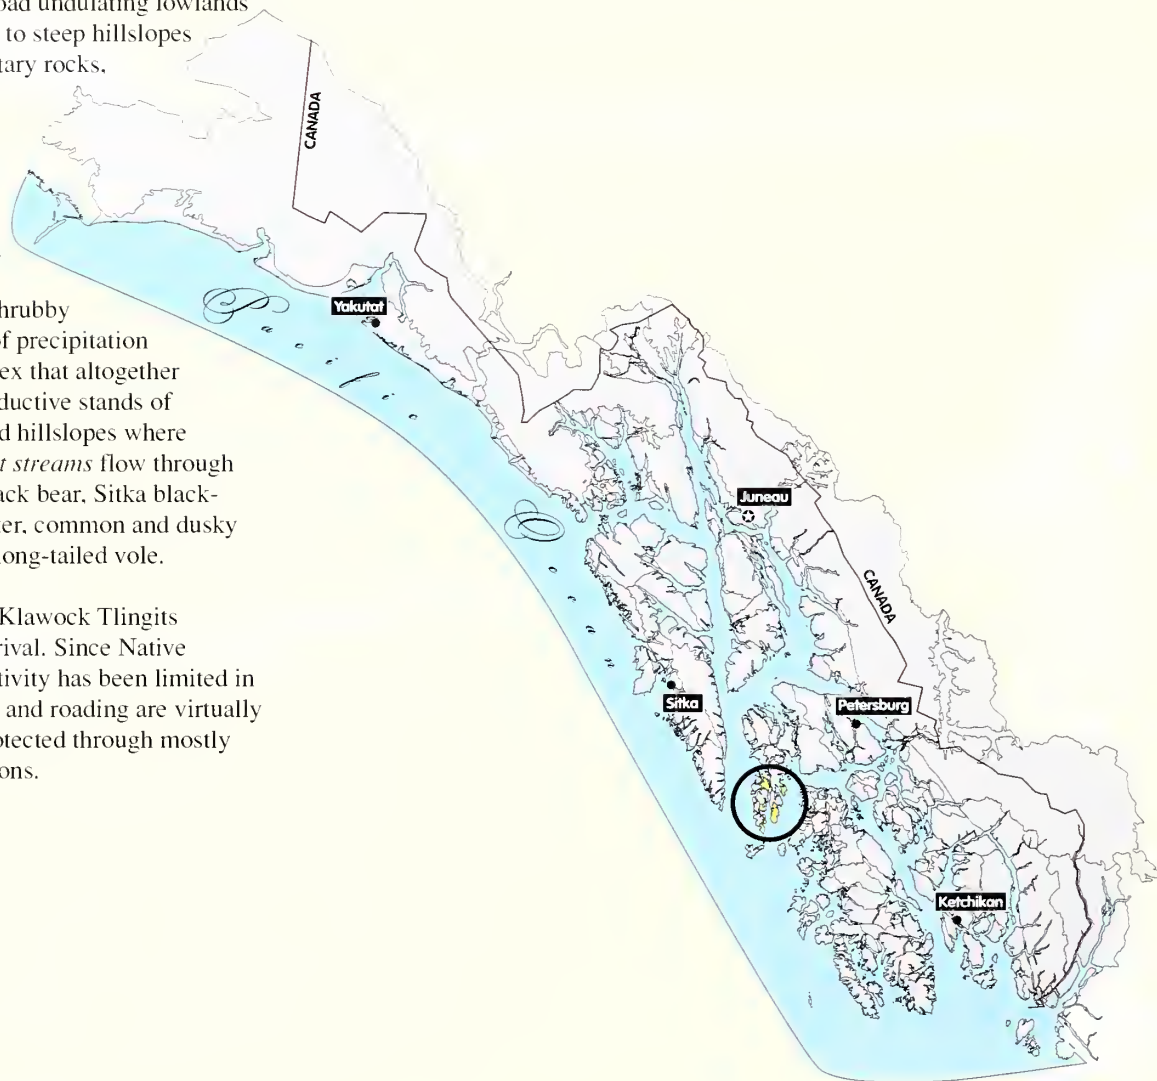 oad undulating lowlands
to steep hillslopes
tary rocks,
hrubby
of precipitation
ex that altogether
ductive stands of
d hillslopes where
t streams flow through
ack bear, Sitka black-
ter, common and dusky
long-tailed vole.
Klawock Tlingits
rival. Since Native
tivity has been limited in
and roading are virtually
otected through mostly
ons.
CANADA
Yakutat
Pacific
Ocean
Juneau
CANADA
Sitka
Petersburg
Ketchikan